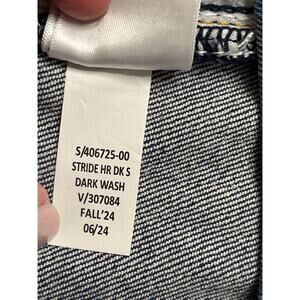 S/406725-00
STRIDE HR DK S
DARK WASH
V/307084
FALL'24
06/24